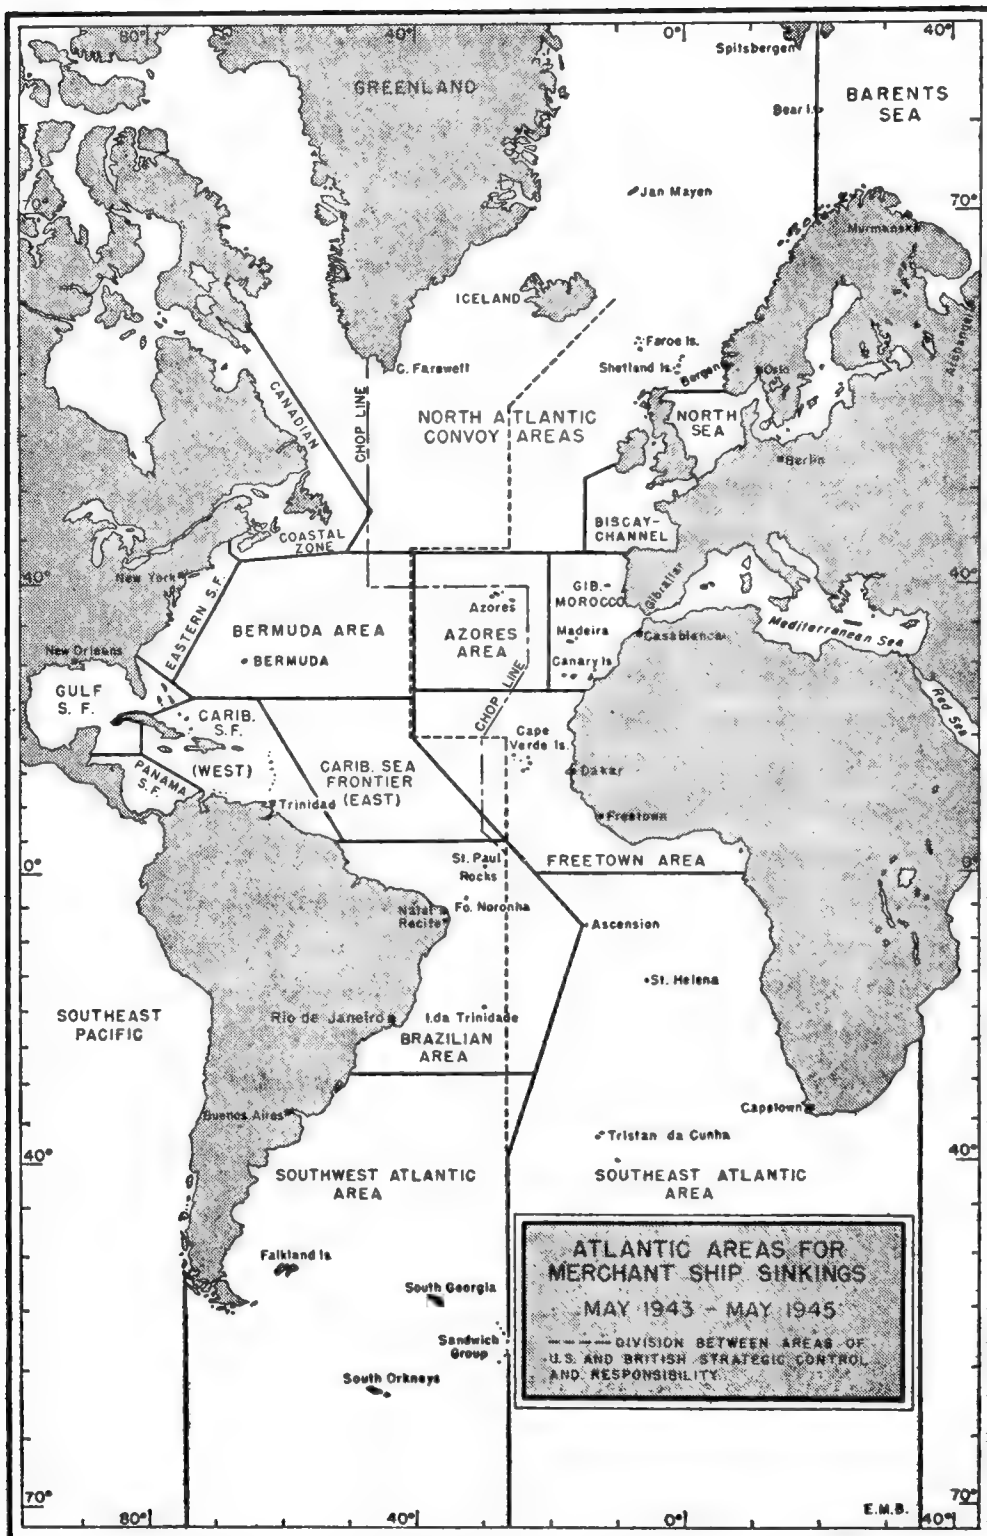 80°
40°
0°
40°
Spitsbergen
GREENLAND
BARENTS
SEA
Bear I.
Jan Mayen
70°
70°
Murmansk
ICELAND
Archangel
Faroe Is.
Shetland Is.
Bergen
Oslo
C. Farewell
CHOP LINE
CANADIAN
NORTH ATLANTIC
CONVOY AREAS
NORTH
SEA
Berlin
BISCAY-
CHANNEL
COASTAL
ZONE
New York
40°
40°
EASTERN S.F.
BERMUDA AREA
BERMUDA
Azores
AZORES
AREA
GIB.-
MOROCCO
Gibraltar
Madeira
Casablanca
Mediterranean Sea
Canary Is.
New Orleans
GULF
S. F.
CHOP LINE
Red Sea
CARIB.
S.F.
(WEST)
PANAMA
S.F.
CARIB. SEA
FRONTIER
(EAST)
Cape
Verde Is.
Dakar
Trinidad
Freetown
0°
0°
St. Paul
Rocks
FREETOWN AREA
Natal
Recife
Fo. Noronha
Ascension
St. Helena
SOUTHEAST
PACIFIC
Rio de Janeiro
I.da Trinidade
BRAZILIAN
AREA
Buenos Aires
Capetown
Tristan da Cunha
40°
40°
SOUTHWEST ATLANTIC
AREA
SOUTHEAST ATLANTIC
AREA
Falkland Is.
South Georgia
Sandwich
Group
South Orkneys
ATLANTIC AREAS FOR
MERCHANT SHIP SINKINGS
MAY 1943 - MAY 1945
------DIVISION BETWEEN AREAS OF
U.S. AND BRITISH STRATEGIC CONTROL
AND RESPONSIBILITY
70°
70°
E.M.B.
80°
40°
0°
40°